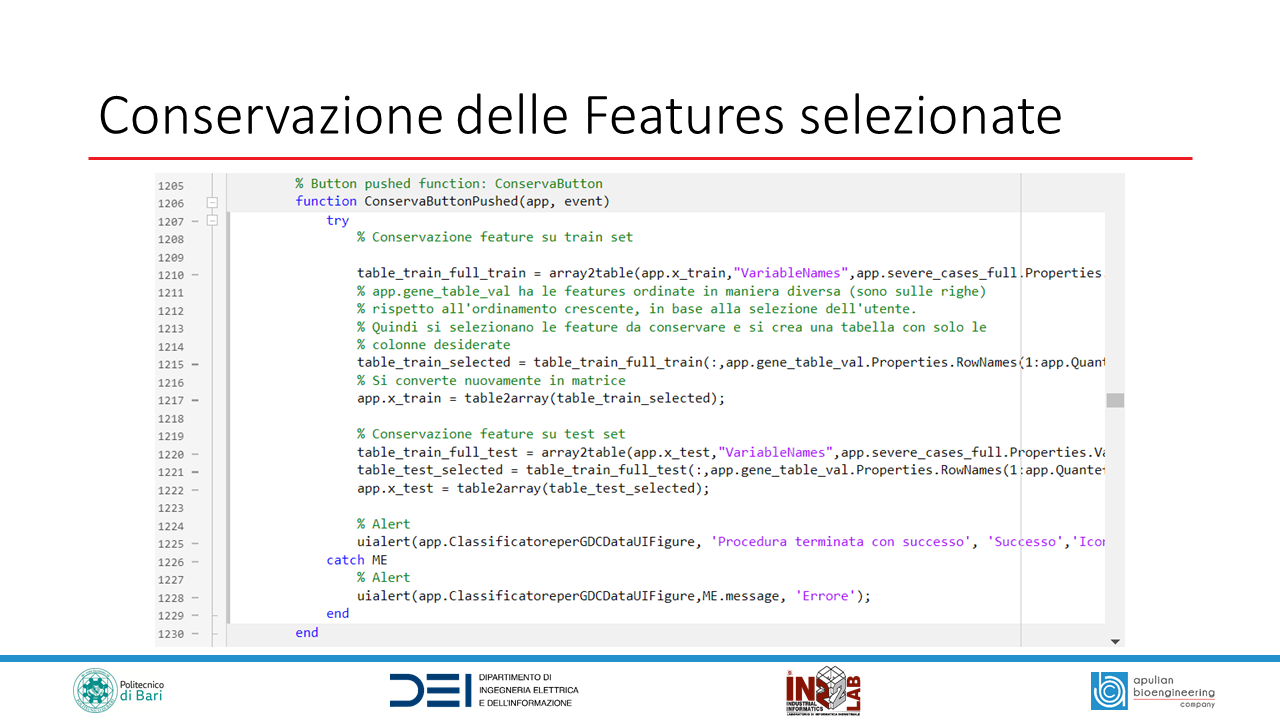 Conservazione delle Features selezionate
1205 % Button pushed function: ConservaButton
1206 function ConservaButtonPushed(app, event)
1207 try
1208 % Conservazione feature su train set
1209
1210 table_train_full_train = array2table(app.x_train,"VariableNames",app.severe_cases_full.Properties.
1211 % app.gene_table_val ha le features ordinate in maniera diversa (sono sulle righe)
1212 % rispetto all'ordinamento crescente, in base alla selezione dell'utente.
1213 % Quindi si selezionano le feature da conservare e si crea una tabella con solo le
1214 % colonne desiderate
1215 table_train_selected = table_train_full_train(:,app.gene_table_val.Properties.RowNames(1:app.Quant
1216 % Si converte nuovamente in matrice
1217 app.x_train = table2array(table_train_selected);
1218
1219 % Conservazione feature su test set
1220 table_train_full_test = array2table(app.x_test,"VariableNames",app.severe_cases_full.Properties.Va
1221 table_test_selected = table_train_full_test(:,app.gene_table_val.Properties.RowNames(1:app.Quante
1222 app.x_test = table2array(table_test_selected);
1223
1224 % Alert
1225 uialert(app.ClassificatoreperGDCDataUIFigure, 'Procedura terminata con successo', 'Successo','Icon
1226 catch ME
1227 % Alert
1228 uialert(app.ClassificatoreperGDCDataUIFigure,ME.message, 'Errore');
1229 end
1230 end
Politecnico
di Bari
DEI
DIPARTIMENTO DI
INGEGNERIA ELETTRICA
E DELL'INFORMAZIONE
INDUSTRIAL
INFORMATICS
LAB
LABORATORIO DI INFORMATICA INDUSTRIALE
apulian
bioengineering
company